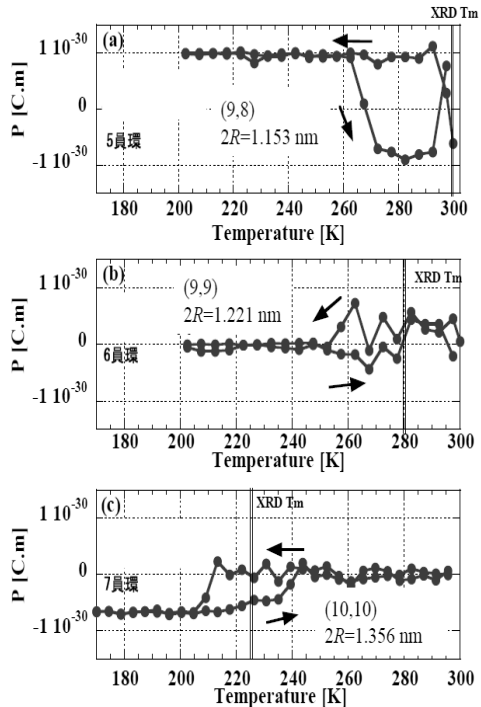 XRD Tm
(a)
1 10⁻³⁰
0
-1 10⁻³⁰
P [C.m]
(9,8)
2R=1.153 nm
5員環
180 200 220 240 260 280 300
Temperature [K]
(b)
XRD Tm
1 10⁻³⁰
0
-1 10⁻³⁰
P [C.m]
(9,9)
2R=1.221 nm
6員環
180 200 220 240 260 280 300
Temperature [K]
(c)
XRD Tm
1 10⁻³⁰
0
-1 10⁻³⁰
P [C.m]
7員環
(10,10)
2R=1.356 nm
180 200 220 240 260 280 300
Temperature [K]